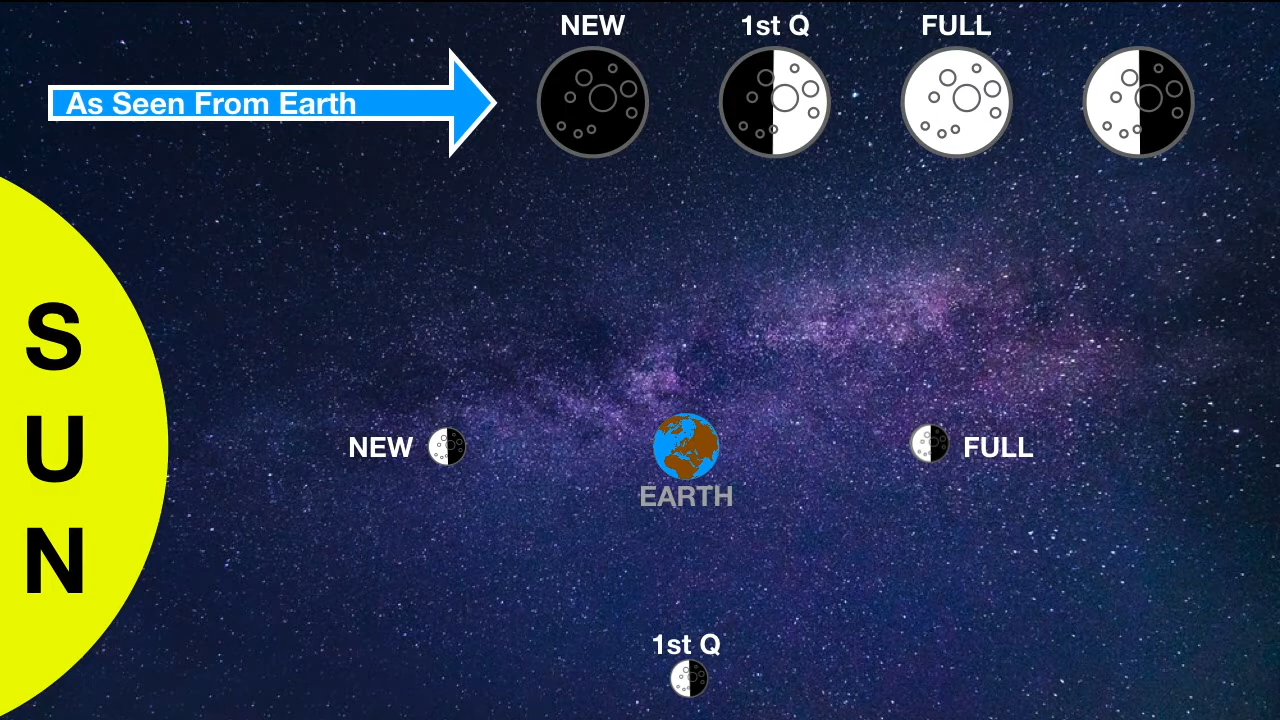 NEW
1st Q
FULL
As Seen From Earth
S
U
N
NEW
FULL
EARTH
1st Q